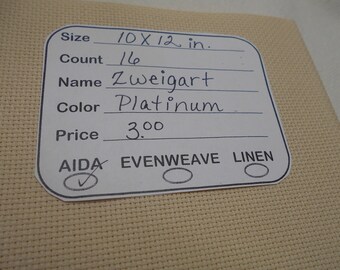 Size 10 X 12 in.
Count 16
Name Zweigart
Color Platinum
Price 3.00
AIDA EVENWEAVE LINEN